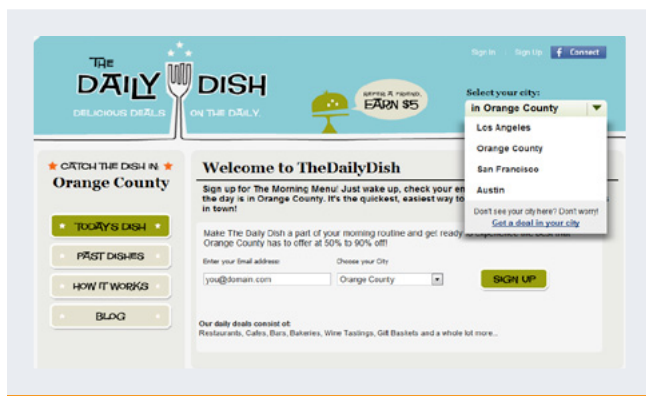 Sign In Sign Up f Connect
THE
DAILY DISH
DELICIOUS DEALS ON THE DAILY
REFER A FRIEND,
EARN $5
Select your city:
in Orange County
Los Angeles
Orange County
San Francisco
Austin
Don't see your city here? Don't worry!
Get a deal in your city
CATCH THE DISH IN:
Orange County
TODAY'S DISH
PAST DISHES
HOW IT WORKS
BLOG
Welcome to TheDailyDish
Sign up for The Morning Menu! Just wake up, check your em
the day is in Orange County. It's the quickest, easiest way to
in town!
Make The Daily Dish a part of your morning routine and get ready to experience the best that
Orange County has to offer at 50% to 90% off!
Enter your Email address: Choose your City
you@domain.com Orange County SIGN UP
Our daily deals consist of:
Restaurants, Cafes, Bars, Bakeries, Wine Tastings, Gift Baskets and a whole lot more...